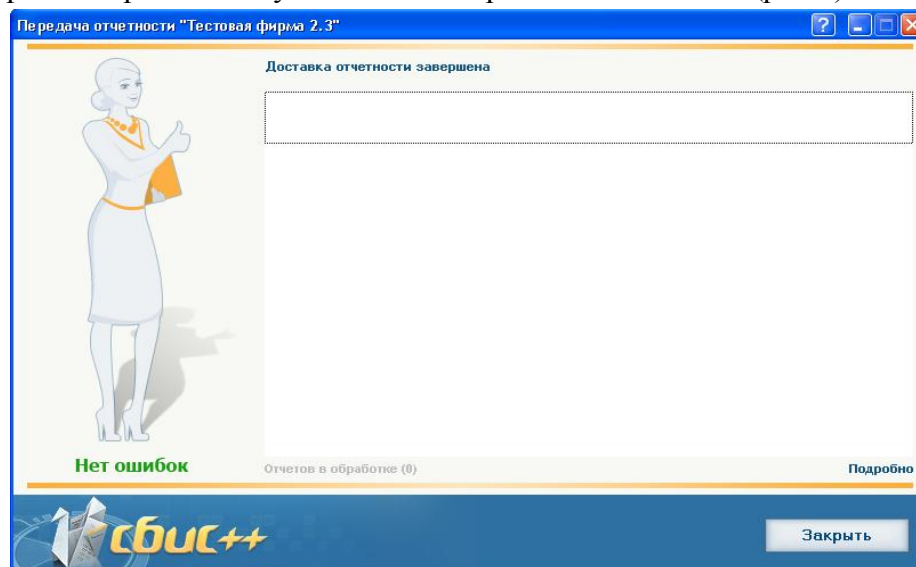 Передача отчетности "Тестовая фирма 2.3"
Доставка отчетности завершена
Нет ошибок
Отчетов в обработке (0)
Подробно
сбис++
Закрыть